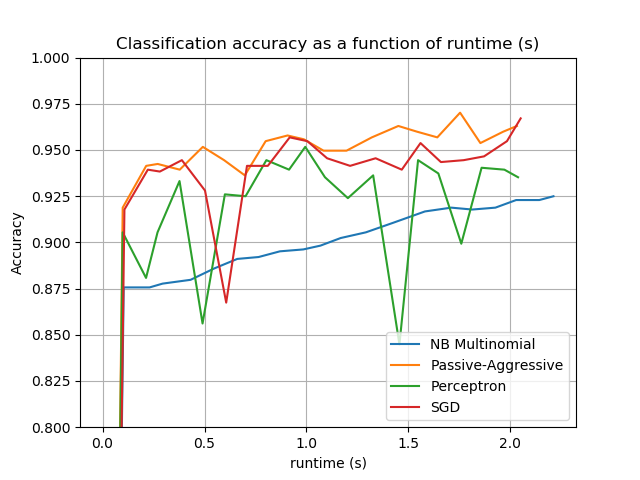 Classification accuracy as a function of runtime (s)
1.000
0.975
0.950
0.925
0.900
0.875
0.850
0.825
0.800
Accuracy
NB Multinomial
Passive-Aggressive
Perceptron
SGD
0.0 0.5 1.0 1.5 2.0
runtime (s)